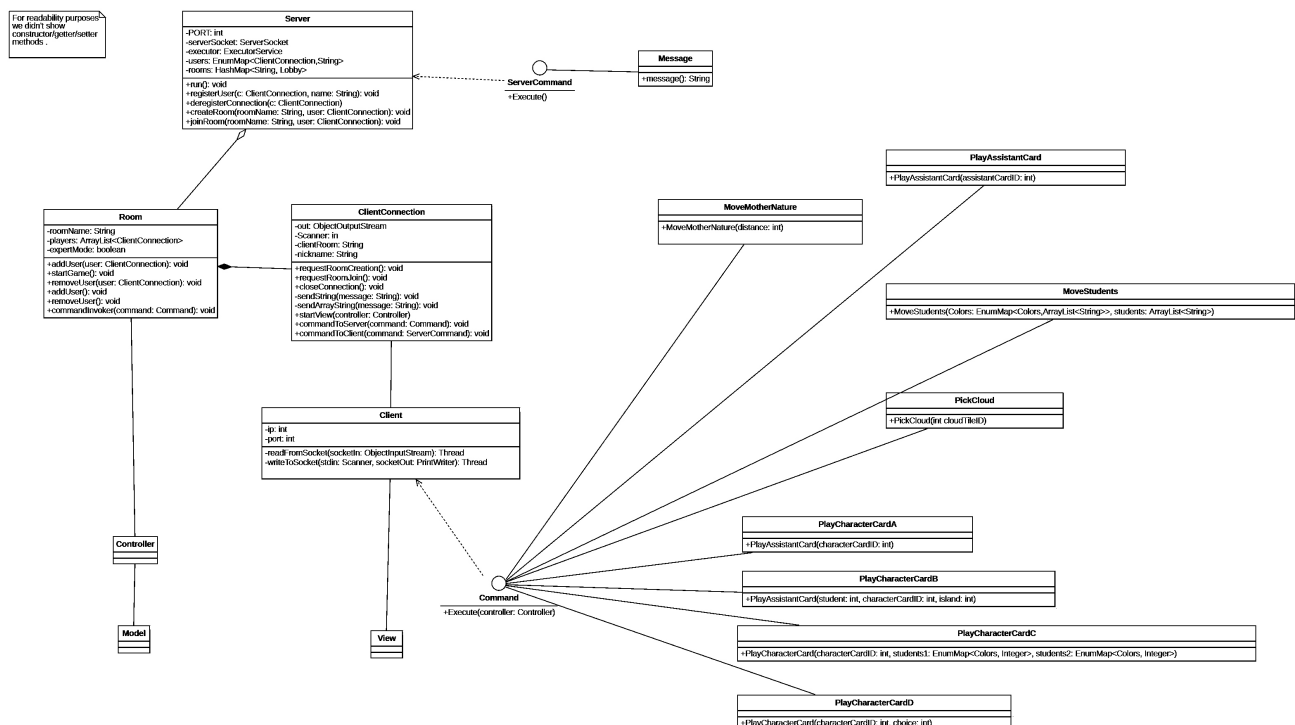 For readability purposes
we didn't show
constructor/getter/setter
methods .
Server
-PORT: int
-serverSocket: ServerSocket
-executor: ExecutorService
-users: EnumMap<ClientConnection,String>
-rooms: HashMap<String, Lobby>
+run(): void
+registerUser(c: ClientConnection, name: String): void
+deregisterConnection(c: ClientConnection)
+createRoom(roomName: String, user: ClientConnection): void
+joinRoom(roomName: String, user: ClientConnection): void
ServerCommand
+Execute()
Message
+message(): String
Room
-roomName: String
-players: ArrayList<ClientConnection>
-expertMode: boolean
+addUser(user: ClientConnection): void
+startGame(): void
+removeUser(user: ClientConnection): void
+addUser(): void
+removeUser(): void
+commandInvoker(command: Command): void
ClientConnection
-out: ObjectOutputStream
-Scanner: in
-clientRoom: String
-nickname: String
+requestRoomCreation(): void
+requestRoomJoin(): void
+closeConnection(): void
-sendString(message: String): void
-sendArrayString(message: String): void
+startView(controller: Controller)
+commandToServer(command: Command): void
+commandToClient(command: ServerCommand): void
Client
-ip: int
-port: int
-readFromSocket(socketIn: ObjectInputStream): Thread
-writeToSocket(stdin: Scanner, socketOut: PrintWriter): Thread
Controller
Model
View
Command
+Execute(controller: Controller)
PlayAssistantCard
+PlayAssistantCard(assistantCardID: int)
MoveMotherNature
+MoveMotherNature(distance: int)
MoveStudents
+MoveStudents(Colors: EnumMap<Colors,ArrayList<String>>, students: ArrayList<String>)
PickCloud
+PickCloud(int cloudTileID)
PlayCharacterCardA
+PlayAssistantCard(characterCardID: int)
PlayCharacterCardB
+PlayAssistantCard(student: int, characterCardID: int, island: int)
PlayCharacterCardC
+PlayCharacterCard(characterCardID: int, students1: EnumMap<Colors, Integer>, students2: EnumMap<Colors, Integer>)
PlayCharacterCardD
+PlayCharacterCard(characterCardID: int, choice: int)